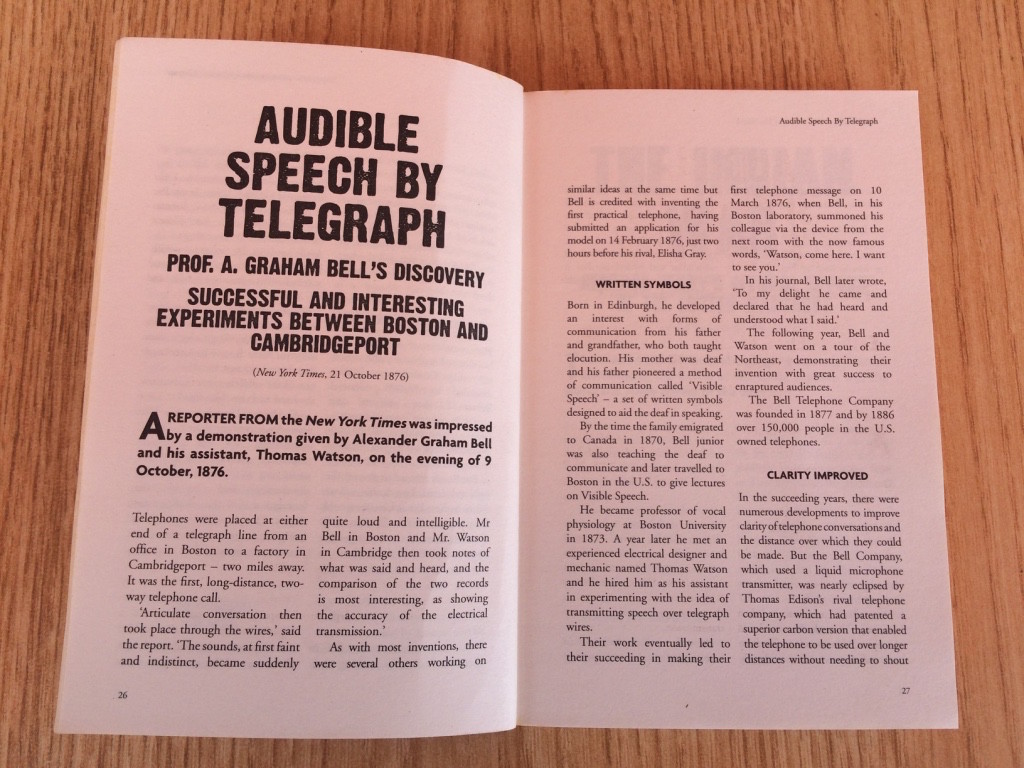 AUDIBLE
SPEECH BY
TELEGRAPH
PROF. A. GRAHAM BELL'S DISCOVERY
SUCCESSFUL AND INTERESTING
EXPERIMENTS BETWEEN BOSTON AND
CAMBRIDGEPORT
(New York Times, 21 October 1876)
A REPORTER FROM the New York Times was impressed
by a demonstration given by Alexander Graham Bell
and his assistant, Thomas Watson, on the evening of 9
October, 1876.
Telephones were placed at either
end of a telegraph line from an
office in Boston to a factory in
Cambridgeport – two miles away.
It was the first, long-distance, two-
way telephone call.
'Articulate conversation then
took place through the wires,' said
the report. 'The sounds, at first faint
and indistinct, became suddenly
quite loud and intelligible. Mr
Bell in Boston and Mr. Watson
in Cambridge then took notes of
what was said and heard, and the
comparison of the two records
is most interesting, as showing
the accuracy of the electrical
transmission.'
As with most inventions, there
were several others working on
26
Audible Speech By Telegraph
similar ideas at the same time but
Bell is credited with inventing the
first practical telephone, having
submitted an application for his
model on 14 February 1876, just two
hours before his rival, Elisha Gray.
WRITTEN SYMBOLS
Born in Edinburgh, he developed
an interest with forms of
communication from his father
and grandfather, who both taught
elocution. His mother was deaf
and his father pioneered a method
of communication called 'Visible
Speech' – a set of written symbols
designed to aid the deaf in speaking.
By the time the family emigrated
to Canada in 1870, Bell junior
was also teaching the deaf to
communicate and later travelled to
Boston in the U.S. to give lectures
on Visible Speech.
He became professor of vocal
physiology at Boston University
in 1873. A year later he met an
experienced electrical designer and
mechanic named Thomas Watson
and he hired him as his assistant
in experimenting with the idea of
transmitting speech over telegraph
wires.
Their work eventually led to
their succeeding in making their
first telephone message on 10
March 1876, when Bell, in his
Boston laboratory, summoned his
colleague via the device from the
next room with the now famous
words, 'Watson, come here. I want
to see you.'
In his journal, Bell later wrote,
'To my delight he came and
declared that he had heard and
understood what I said.'
The following year, Bell and
Watson went on a tour of the
Northeast, demonstrating their
invention with great success to
enraptured audiences.
The Bell Telephone Company
was founded in 1877 and by 1886
over 150,000 people in the U.S.
owned telephones.
CLARITY IMPROVED
In the succeeding years, there were
numerous developments to improve
clarity of telephone conversations and
the distance over which they could
be made. But the Bell Company,
which used a liquid microphone
transmitter, was nearly eclipsed by
Thomas Edison's rival telephone
company, which had patented a
superior carbon version that enabled
the telephone to be used over longer
distances without needing to shout
27